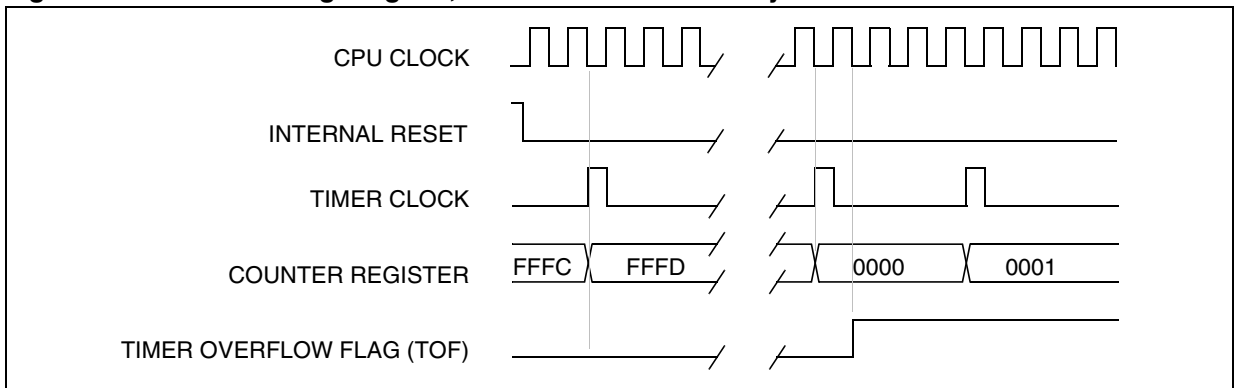 CPU CLOCK
INTERNAL RESET
TIMER CLOCK
COUNTER REGISTER FFFC FFFD 0000 0001
TIMER OVERFLOW FLAG (TOF)